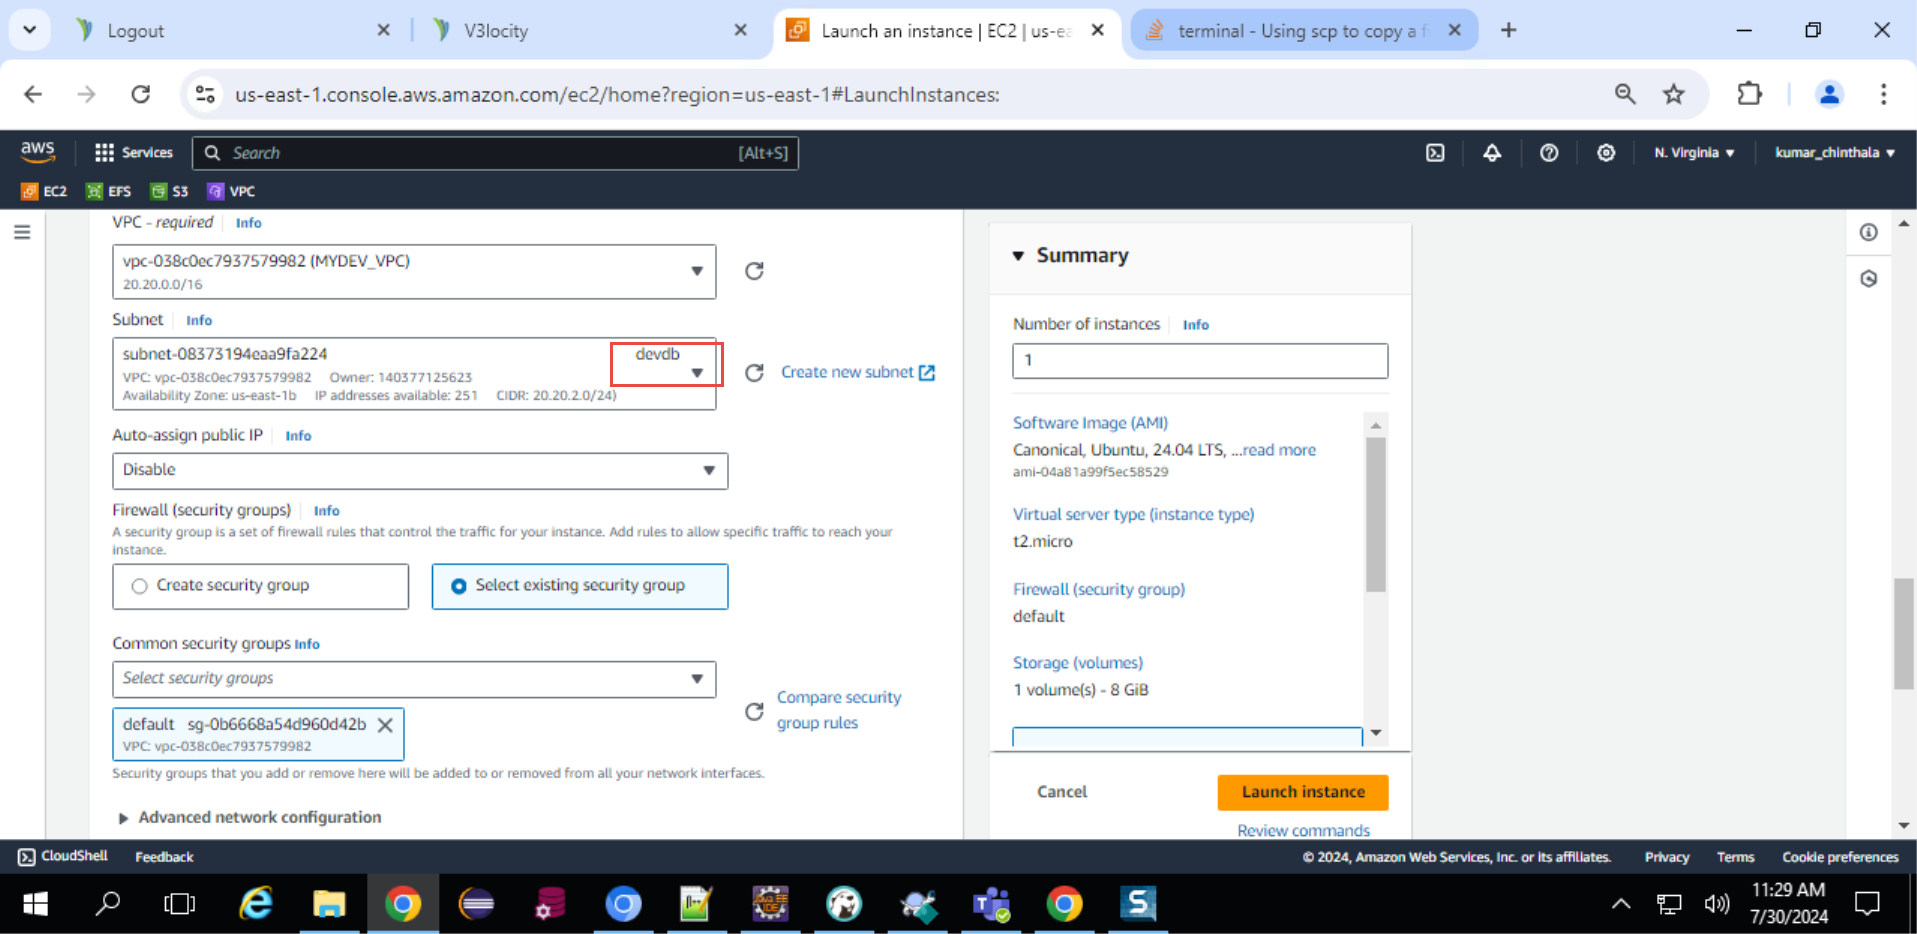 Logout
V3locity
Launch an instance | EC2 | us-ea
terminal - Using scp to copy a f
us-east-1.console.aws.amazon.com/ec2/home?region=us-east-1#LaunchInstances:
aws
Services
Search
[Alt+S]
N. Virginia
kumar_chinthala
EC2
EFS
S3
VPC
VPC - required
Info
vpc-038c0ec7937579982 (MYDEV_VPC)
20.20.0.0/16
Subnet
Info
subnet-08373194eaa9fa224
devdb
VPC: vpc-038c0ec7937579982 Owner: 140377125623
Availability Zone: us-east-1b IP addresses available: 251 CIDR: 20.20.2.0/24)
Create new subnet
Auto-assign public IP
Info
Disable
Firewall (security groups)
Info
A security group is a set of firewall rules that control the traffic for your instance. Add rules to allow specific traffic to reach your
instance.
Create security group
Select existing security group
Common security groups Info
Select security groups
default sg-0b6668a54d960d42b
VPC: vpc-038c0ec7937579982
Compare security
group rules
Security groups that you add or remove here will be added to or removed from all your network interfaces.
Advanced network configuration
Summary
Number of instances
Info
1
Software Image (AMI)
Canonical, Ubuntu, 24.04 LTS, ...read more
ami-04a81a99f5ec58529
Virtual server type (instance type)
t2.micro
Firewall (security group)
default
Storage (volumes)
1 volume(s) - 8 GiB
Cancel
Launch instance
Review commands
CloudShell
Feedback
© 2024, Amazon Web Services, Inc. or its affiliates.
Privacy
Terms
Cookie preferences
11:29 AM
7/30/2024